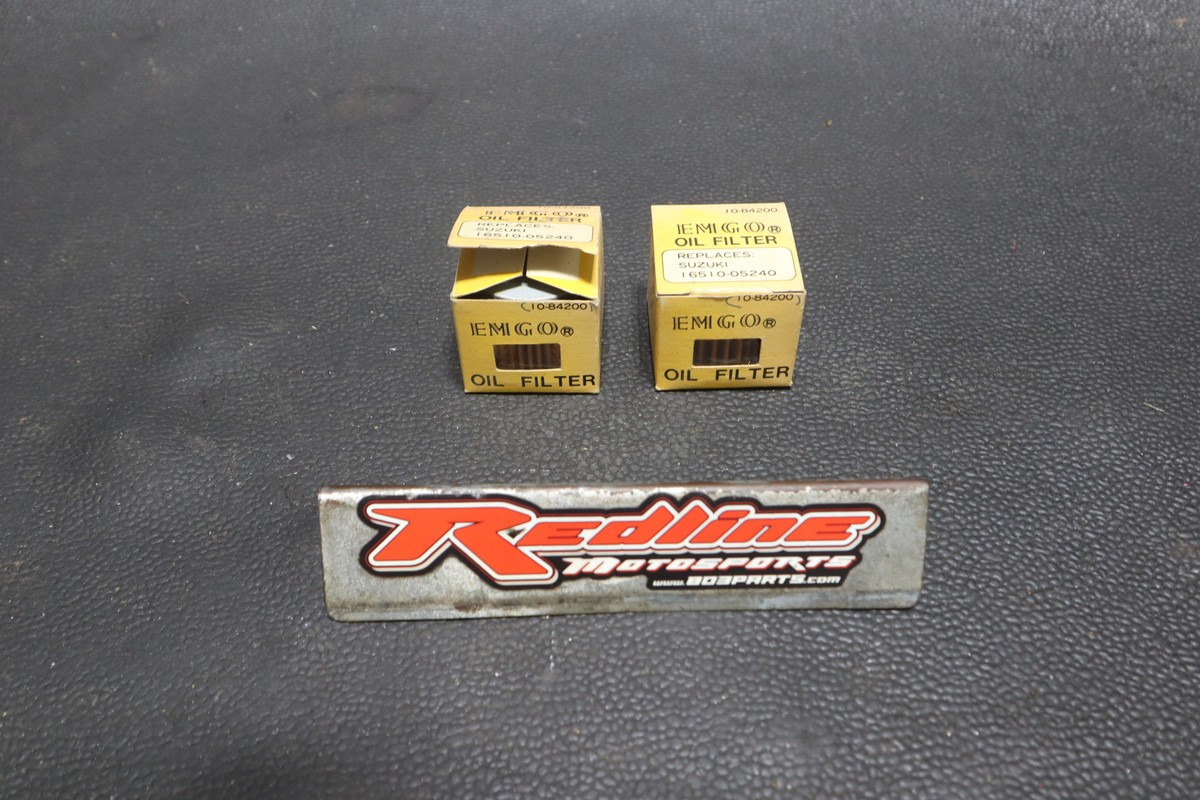 EMGO®
OIL FILTER
REPLACES:
SUZUKI
16510-05240
(10-84200)
EMGO®
OIL FILTER
10-84200
EMGO®
OIL FILTER
REPLACES:
SUZUKI
16510-05240
(10-84200)
EMGO®
OIL FILTER
Redline
Motosports
www.803PARTS.com